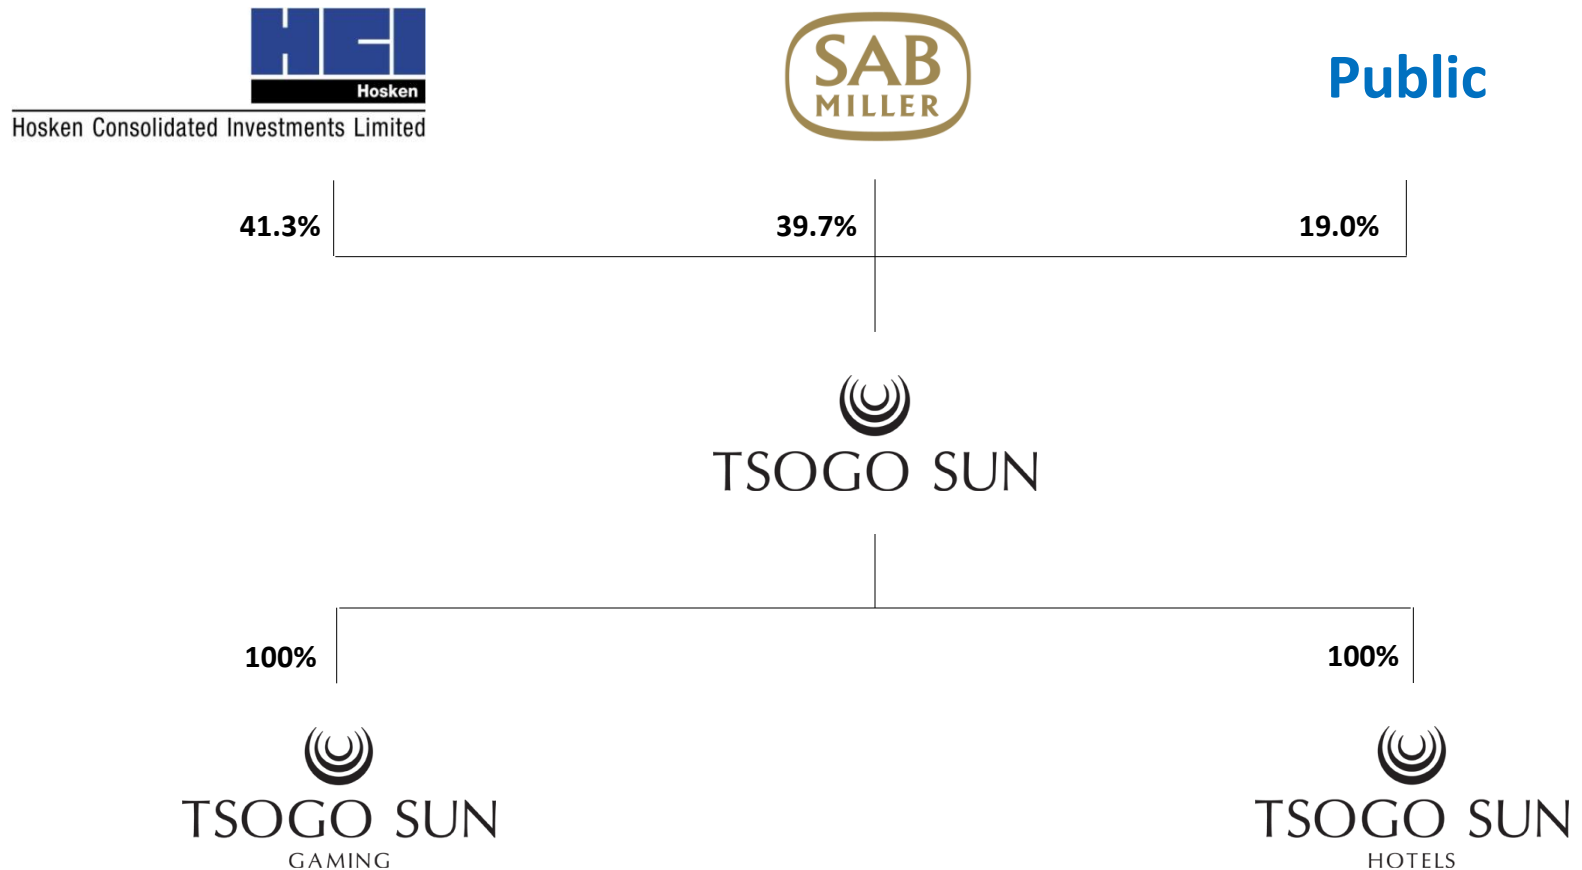 HCI
Hosken
Hosken Consolidated Investments Limited
SAB
MILLER
Public
41.3%
39.7%
19.0%
TSOGO SUN
100%
100%
TSOGO SUN
GAMING
TSOGO SUN
HOTELS